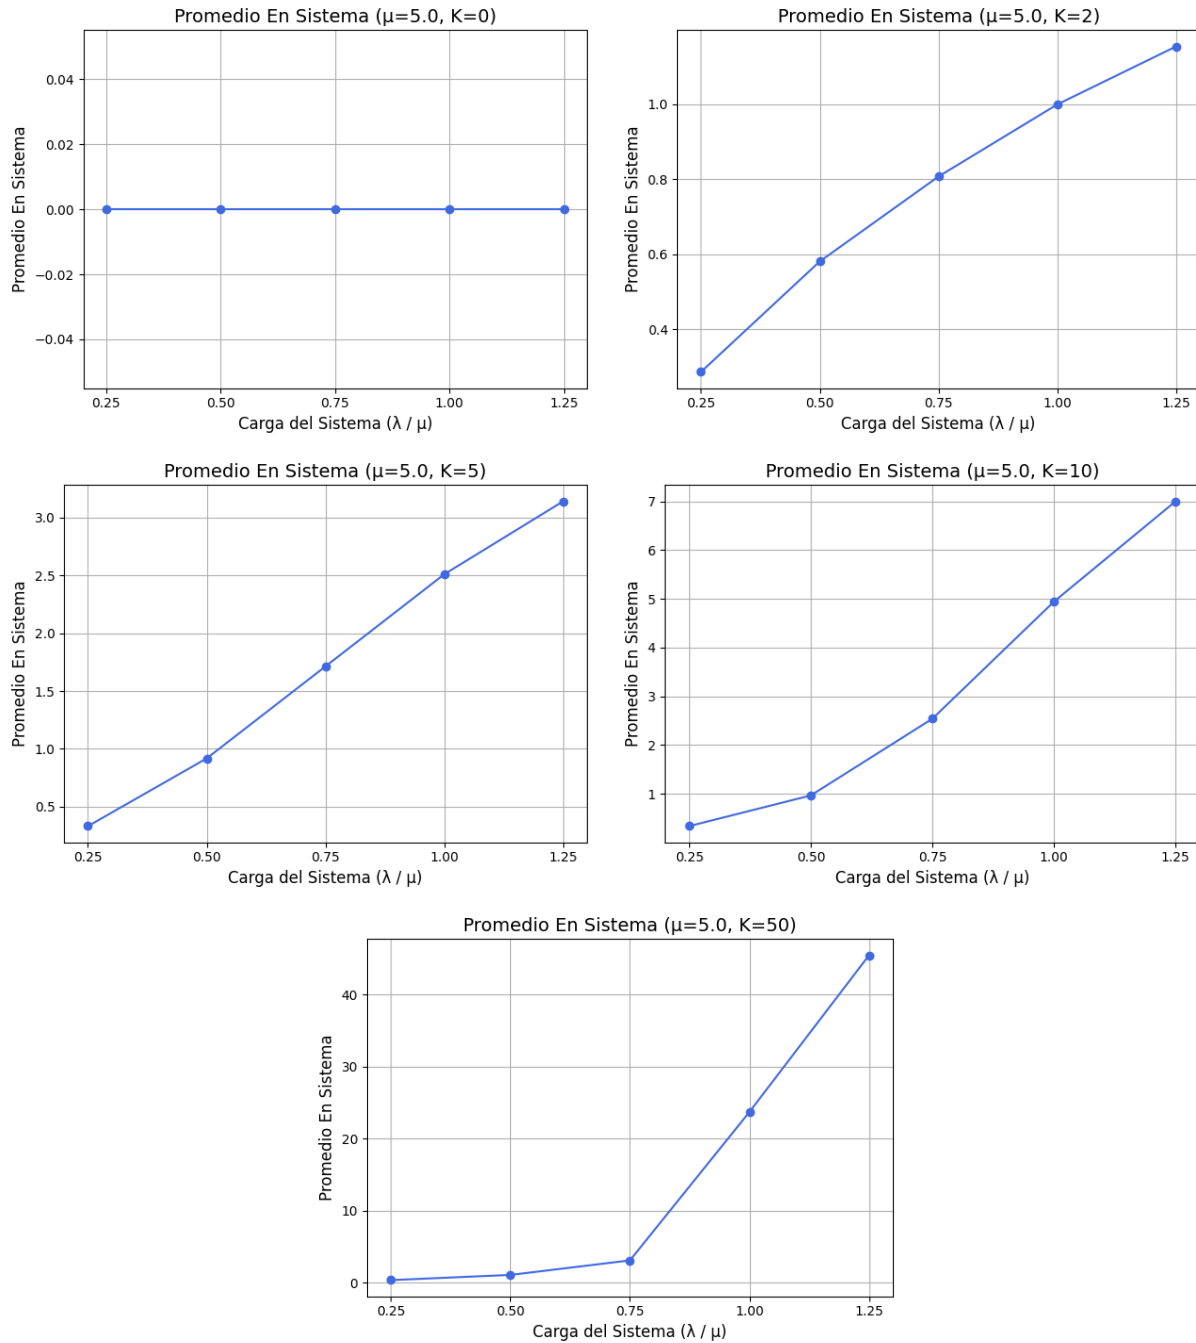 Promedio En Sistema (μ=5.0, K=0)
Promedio En Sistema
0.04
0.02
0.00
−0.02
−0.04
0.25 0.50 0.75 1.00 1.25
Carga del Sistema (λ / μ)
Promedio En Sistema (μ=5.0, K=2)
Promedio En Sistema
1.0
0.8
0.6
0.4
0.25 0.50 0.75 1.00 1.25
Carga del Sistema (λ / μ)
Promedio En Sistema (μ=5.0, K=5)
Promedio En Sistema
3.0
2.5
2.0
1.5
1.0
0.5
0.25 0.50 0.75 1.00 1.25
Carga del Sistema (λ / μ)
Promedio En Sistema (μ=5.0, K=10)
Promedio En Sistema
7
6
5
4
3
2
1
0.25 0.50 0.75 1.00 1.25
Carga del Sistema (λ / μ)
Promedio En Sistema (μ=5.0, K=50)
Promedio En Sistema
40
30
20
10
0
0.25 0.50 0.75 1.00 1.25
Carga del Sistema (λ / μ)